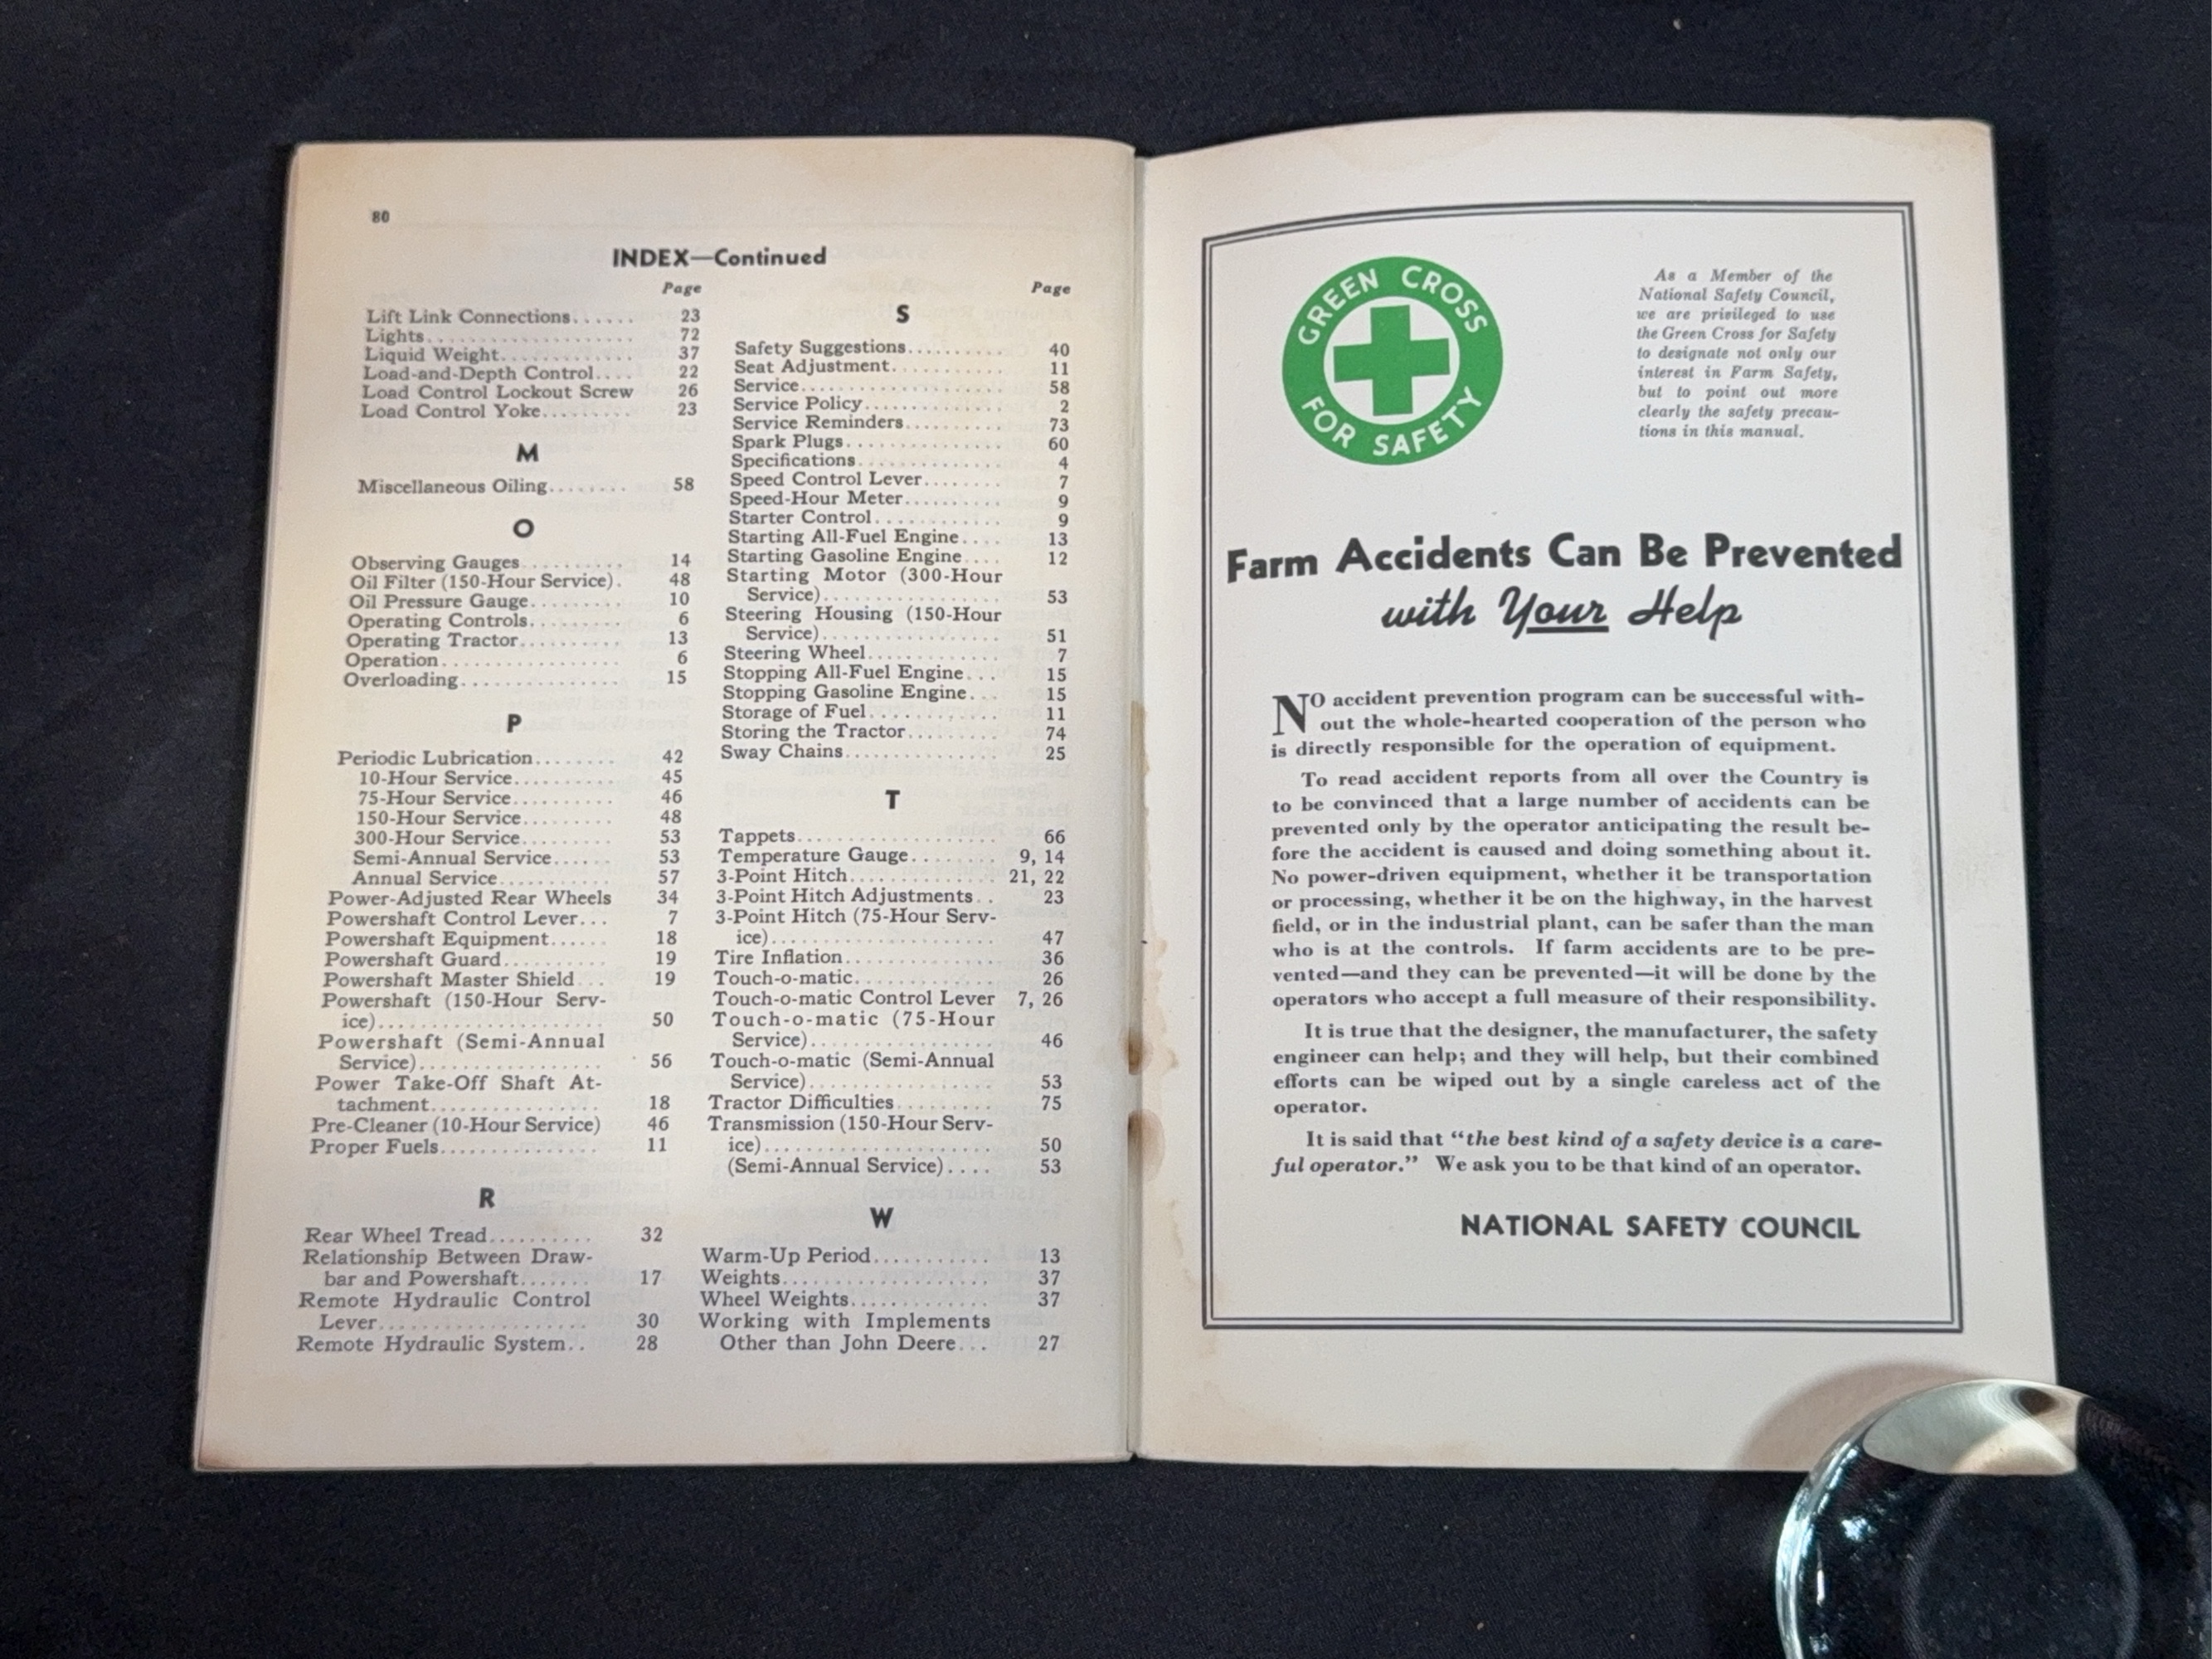 80
INDEX—Continued
Page
Lift Link Connections...... 23
Lights................... 72
Liquid Weight............ 37
Load-and-Depth Control.... 22
Load Control Lockout Screw 26
Load Control Yoke......... 23
M
Miscellaneous Oiling........ 58
O
Observing Gauges.......... 14
Oil Filter (150-Hour Service). 48
Oil Pressure Gauge......... 10
Operating Controls......... 6
Operating Tractor.......... 13
Operation................. 6
Overloading............... 15
P
Periodic Lubrication........ 42
10-Hour Service.......... 45
75-Hour Service.......... 46
150-Hour Service......... 48
300-Hour Service......... 53
Semi-Annual Service...... 53
Annual Service........... 57
Power-Adjusted Rear Wheels 34
Powershaft Control Lever... 7
Powershaft Equipment...... 18
Powershaft Guard.......... 19
Powershaft Master Shield... 19
Powershaft (150-Hour Serv-
ice)...................... 50
Powershaft (Semi-Annual
Service).................. 56
Power Take-Off Shaft At-
tachment................ 18
Pre-Cleaner (10-Hour Service) 46
Proper Fuels............... 11
R
Rear Wheel Tread.......... 32
Relationship Between Draw-
bar and Powershaft....... 17
Remote Hydraulic Control
Lever.................... 30
Remote Hydraulic System.. 28
Page
S
Safety Suggestions.......... 40
Seat Adjustment........... 11
Service.................... 58
Service Policy.............. 2
Service Reminders.......... 73
Spark Plugs................ 60
Specifications.............. 4
Speed Control Lever........ 7
Speed-Hour Meter.......... 9
Starter Control............. 9
Starting All-Fuel Engine.... 13
Starting Gasoline Engine.... 12
Starting Motor (300-Hour
Service).................. 53
Steering Housing (150-Hour
Service).................. 51
Steering Wheel............. 7
Stopping All-Fuel Engine... 15
Stopping Gasoline Engine... 15
Storage of Fuel............. 11
Storing the Tractor......... 74
Sway Chains............... 25
T
Tappets.................... 66
Temperature Gauge........ 9, 14
3-Point Hitch.............. 21, 22
3-Point Hitch Adjustments.. 23
3-Point Hitch (75-Hour Serv-
ice)...................... 47
Tire Inflation............... 36
Touch-o-matic.............. 26
Touch-o-matic Control Lever 7, 26
Touch-o-matic (75-Hour
Service).................. 46
Touch-o-matic (Semi-Annual
Service).................. 53
Tractor Difficulties......... 75
Transmission (150-Hour Serv-
ice)...................... 50
(Semi-Annual Service).... 53
W
Warm-Up Period........... 13
Weights.................... 37
Wheel Weights............. 37
Working with Implements
Other than John Deere... 27
GREEN CROSS
FOR SAFETY
As a Member of the
National Safety Council,
we are privileged to use
the Green Cross for Safety
to designate not only our
interest in Farm Safety,
but to point out more
clearly the safety precau-
tions in this manual.
Farm Accidents Can Be Prevented
with Your Help
NO accident prevention program can be successful with-
out the whole-hearted cooperation of the person who
is directly responsible for the operation of equipment.
To read accident reports from all over the Country is
to be convinced that a large number of accidents can be
prevented only by the operator anticipating the result be-
fore the accident is caused and doing something about it.
No power-driven equipment, whether it be transportation
or processing, whether it be on the highway, in the harvest
field, or in the industrial plant, can be safer than the man
who is at the controls. If farm accidents are to be pre-
vented—and they can be prevented—it will be done by the
operators who accept a full measure of their responsibility.
It is true that the designer, the manufacturer, the safety
engineer can help; and they will help, but their combined
efforts can be wiped out by a single careless act of the
operator.
It is said that “the best kind of a safety device is a care-
ful operator.” We ask you to be that kind of an operator.
NATIONAL SAFETY COUNCIL